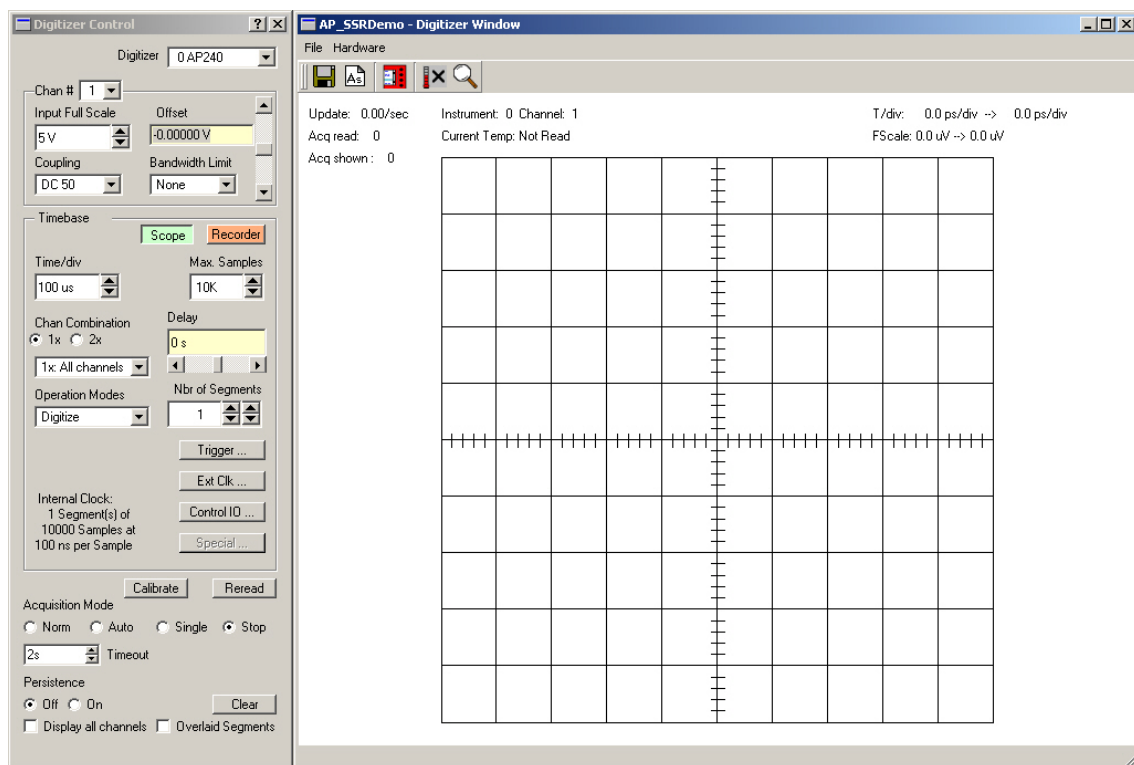 Digitizer Control
Digitizer 0 AP240
Chan # 1
Input Full Scale Offset
5 V -0.00000 V
Coupling Bandwidth Limit
DC 50 None
Timebase
Scope Recorder
Time/div Max. Samples
100 us 10K
Chan Combination Delay
1x 2x 0 s
1x: All channels
Operation Modes Nbr of Segments
Digitize 1
Trigger ...
Ext Clk ...
Internal Clock:
1 Segment(s) of
10000 Samples at
100 ns per Sample
Control IO ...
Special ...
Calibrate Reread
Acquisition Mode
Norm Auto Single Stop
2s Timeout
Persistence
Off On Clear
Display all channels Overlaid Segments
AP_SSRDemo - Digitizer Window
File Hardware
As
Update: 0.00/sec Instrument: 0 Channel: 1 T/div: 0.0 ps/div --> 0.0 ps/div
Acq read: 0 Current Temp: Not Read FScale: 0.0 uV --> 0.0 uV
Acq shown: 0